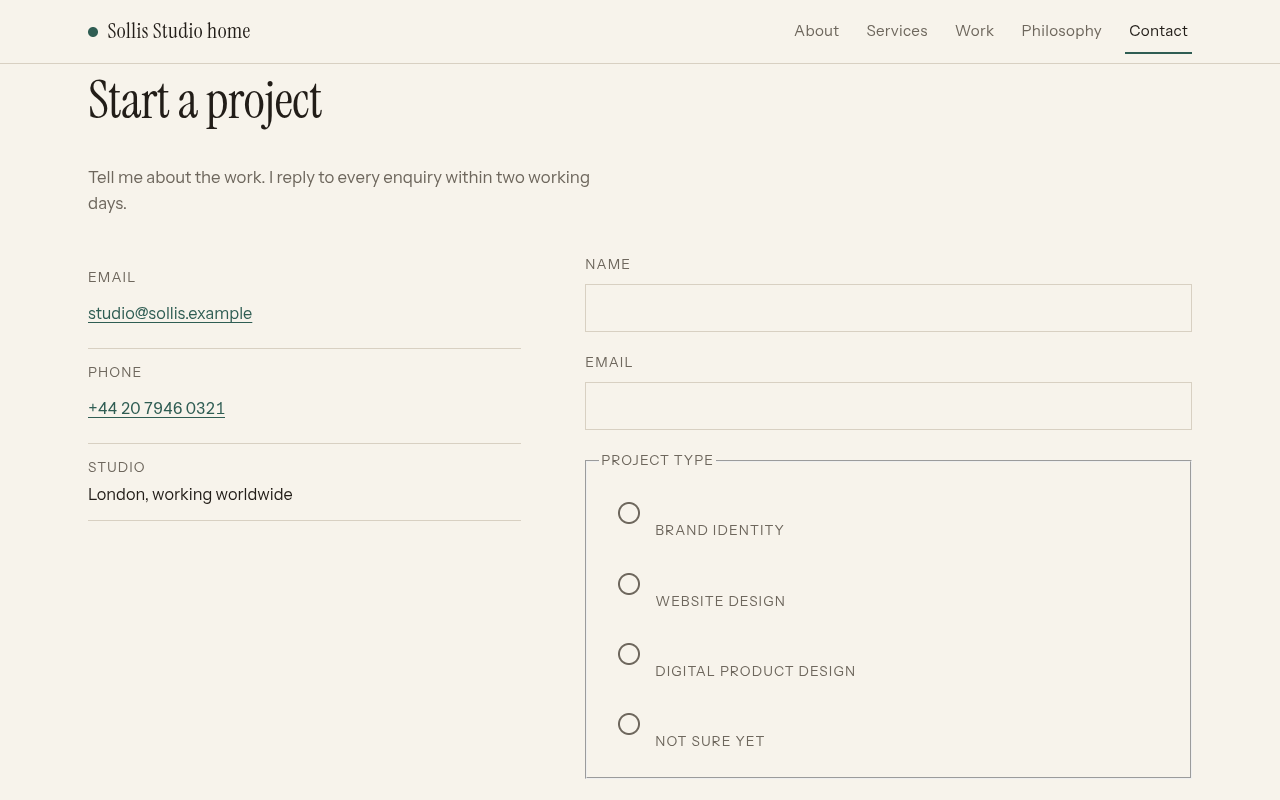 Sollis Studio home
About
Services
Work
Philosophy
Contact
Start a project
Tell me about the work. I reply to every enquiry within two working
days.
EMAIL
studio@sollis.example
PHONE
+44 20 7946 0321
STUDIO
London, working worldwide
NAME
EMAIL
PROJECT TYPE
BRAND IDENTITY
WEBSITE DESIGN
DIGITAL PRODUCT DESIGN
NOT SURE YET